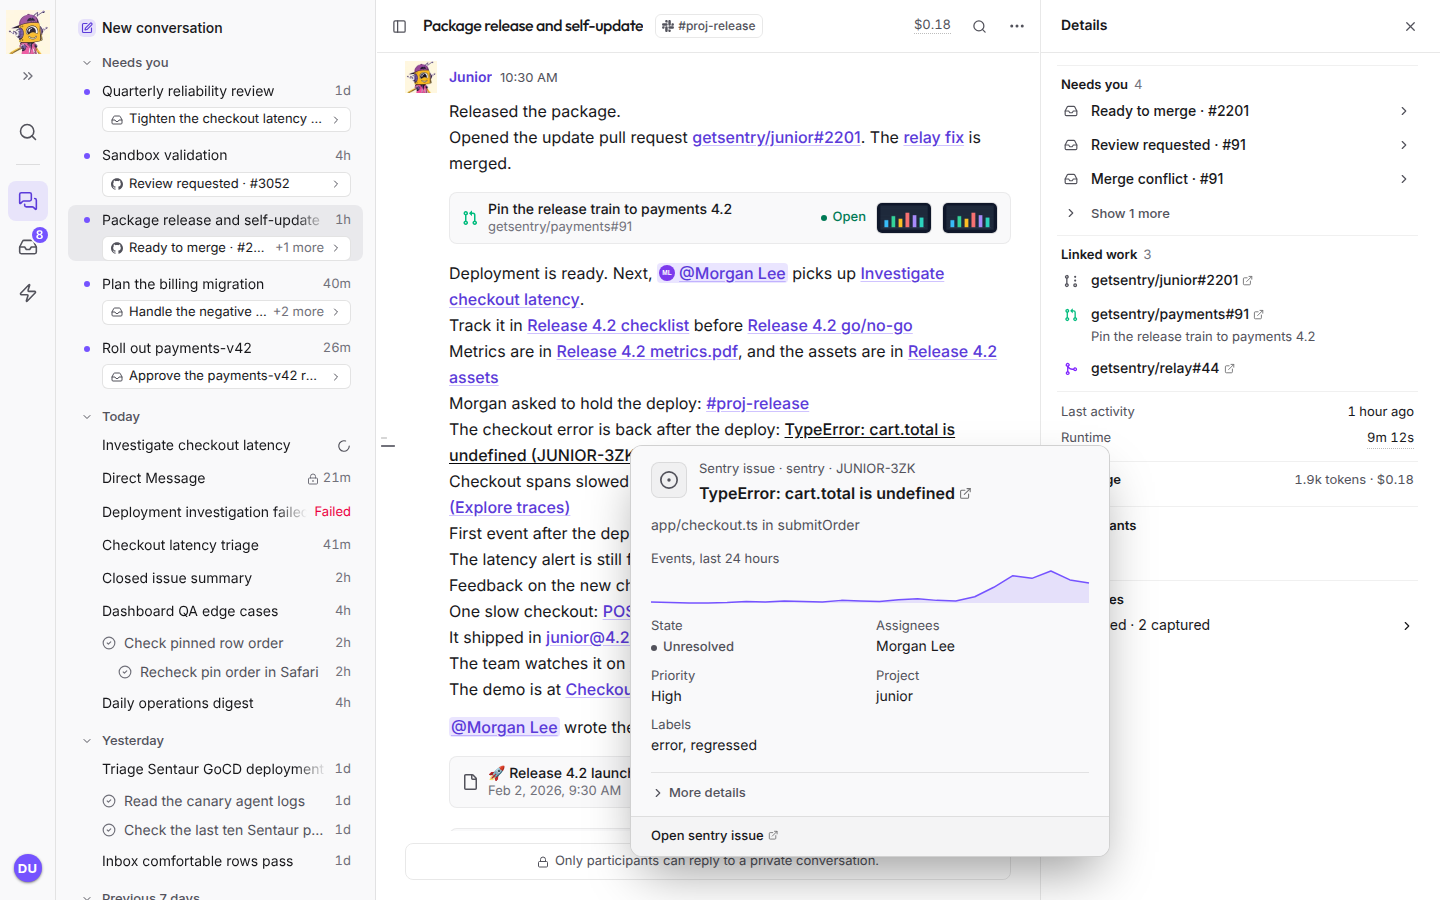 New conversation
Needs you
Quarterly reliability review 1d
Tighten the checkout latency ...
Sandbox validation 4h
Review requested · #3052
Package release and self-update 1h
Ready to merge · #2... +1 more
Plan the billing migration 40m
Handle the negative ... +2 more
Roll out payments-v42 26m
Approve the payments-v42 r...
Today
Investigate checkout latency
Direct Message 21m
Deployment investigation failed Failed
Checkout latency triage 41m
Closed issue summary 2h
Dashboard QA edge cases 4h
Check pinned row order 2h
Recheck pin order in Safari 2h
Daily operations digest 4h
Yesterday
Triage Sentaur GoCD deployment 1d
Read the canary agent logs 1d
Check the last ten Sentaur p... 1d
Inbox comfortable rows pass 1d
Previous 7 days
8
DU
Package release and self-update #proj-release $0.18
Junior 10:30 AM
Released the package.
Opened the update pull request getsentry/junior#2201. The relay fix is
merged.
Pin the release train to payments 4.2
getsentry/payments#91
Open
Deployment is ready. Next, ML @Morgan Lee picks up Investigate
checkout latency.
Track it in Release 4.2 checklist before Release 4.2 go/no-go
Metrics are in Release 4.2 metrics.pdf, and the assets are in Release 4.2
assets
Morgan asked to hold the deploy: #proj-release
The checkout error is back after the deploy: TypeError: cart.total is
undefined (JUNIOR-3ZK
Checkout spans slowed
(Explore traces)
First event after the dep
The latency alert is still f
Feedback on the new ch
One slow checkout: POS
It shipped in junior@4.2
The team watches it on
The demo is at Checkou
@Morgan Lee wrote the
🚀 Release 4.2 launch
Feb 2, 2026, 9:30 AM
Only participants can reply to a private conversation.
Sentry issue · sentry · JUNIOR-3ZK
TypeError: cart.total is undefined
app/checkout.ts in submitOrder
Events, last 24 hours
State Assignees
Unresolved Morgan Lee
Priority Project
High junior
Labels
error, regressed
More details
Open sentry issue
Details
Needs you 4
Ready to merge · #2201
Review requested · #91
Merge conflict · #91
Show 1 more
Linked work 3
getsentry/junior#2201
getsentry/payments#91
Pin the release train to payments 4.2
getsentry/relay#44
Last activity 1 hour ago
Runtime 9m 12s
ge 1.9k tokens · $0.18
ants
es
ed · 2 captured